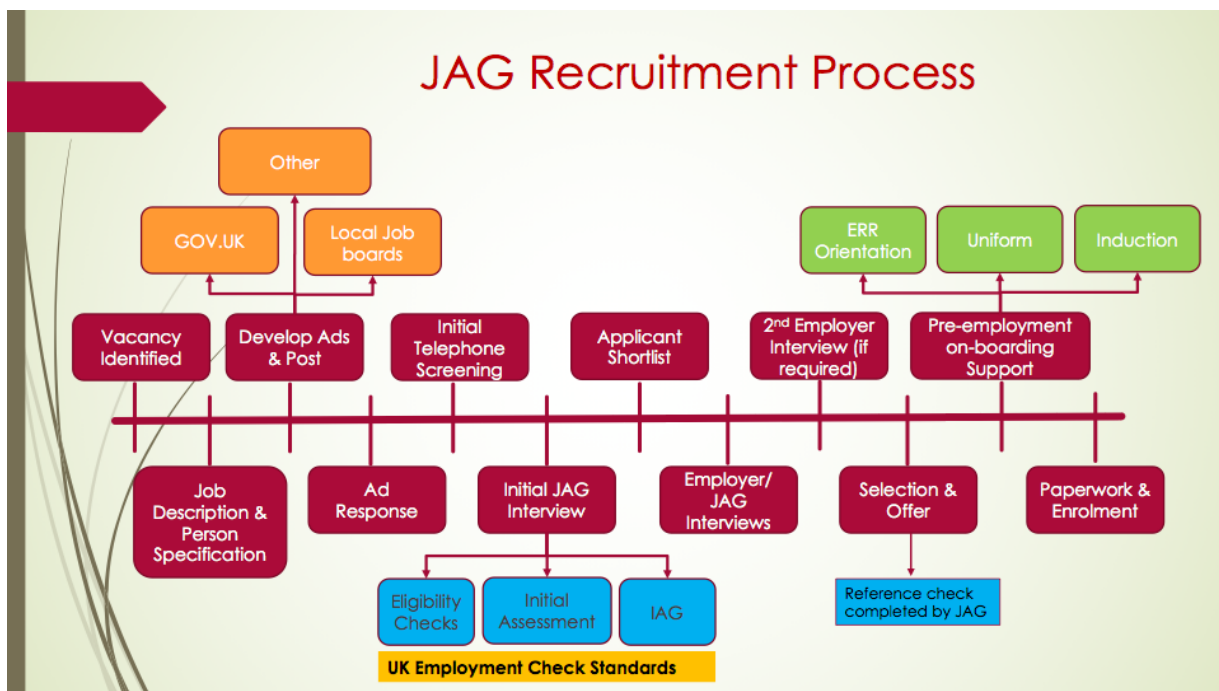 JAG Recruitment Process
Other
GOV.UK
Local Job
boards
ERR
Orientation
Uniform
Induction
Vacancy
Identified
Develop Ads
& Post
Initial
Telephone
Screening
Applicant
Shortlist
2nd Employer
Interview (if
required)
Pre-employment
on-boarding
Support
Job
Description &
Person
Specification
Ad
Response
Initial JAG
Interview
Employer/
JAG
Interviews
Selection &
Offer
Paperwork &
Enrolment
Eligibility
Checks
Initial
Assessment
IAG
Reference check
completed by JAG
UK Employment Check Standards